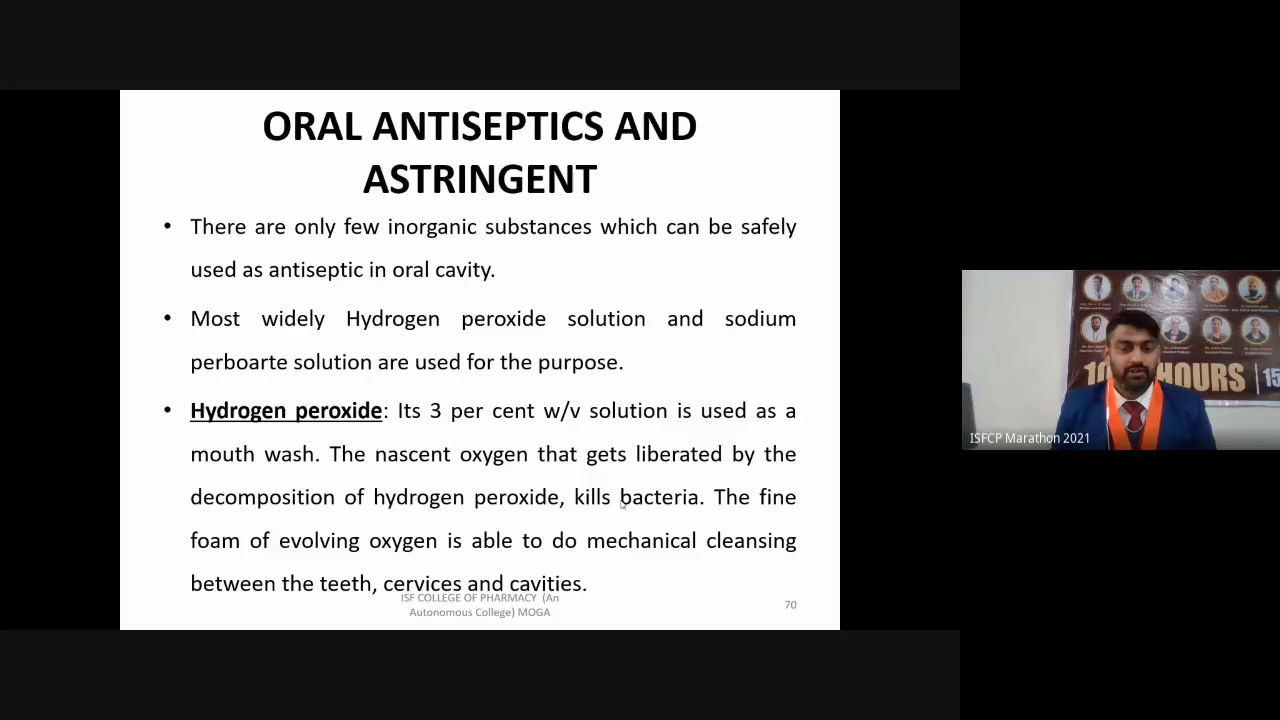 ORAL ANTISEPTICS AND
ASTRINGENT
• There are only few inorganic substances which can be safely
used as antiseptic in oral cavity.
• Most widely Hydrogen peroxide solution and sodium
perboarte solution are used for the purpose.
• Hydrogen peroxide: Its 3 per cent w/v solution is used as a
mouth wash. The nascent oxygen that gets liberated by the
decomposition of hydrogen peroxide, kills bacteria. The fine
foam of evolving oxygen is able to do mechanical cleansing
between the teeth, cervices and cavities.
ISF COLLEGE OF PHARMACY (An
Autonomous College) MOGA
70
HOURS
ISFCP Marathon 2021